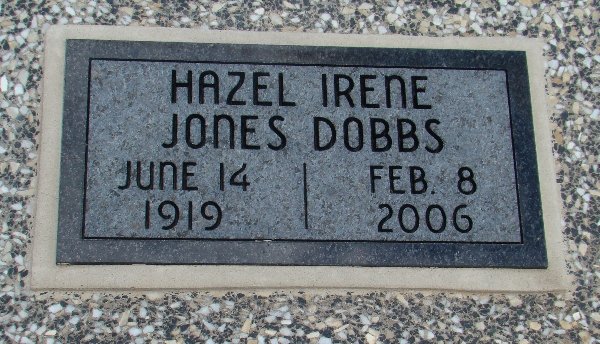 HAZEL IRENE
JONES DOBBS
JUNE 14 FEB. 8
1919 2006